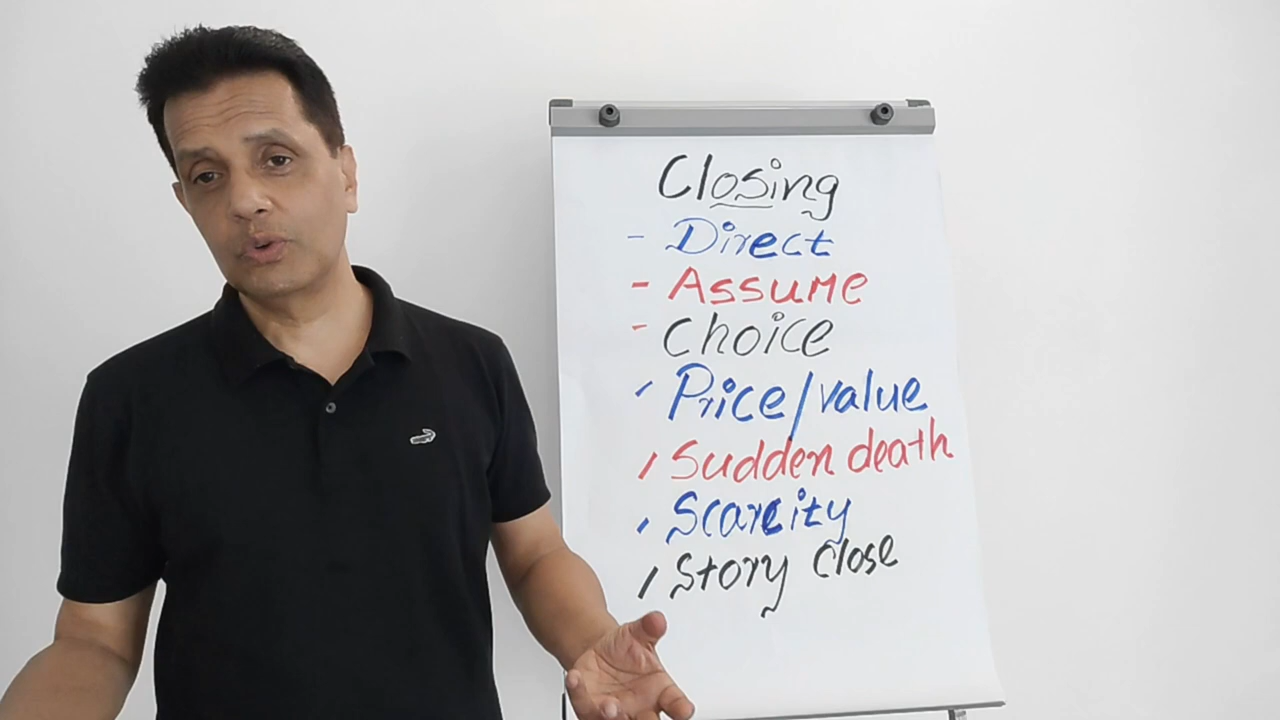 Closing
- Direct
- Assume
- Choice
- Price/value
- Sudden death
- Scarcity
- Story Close